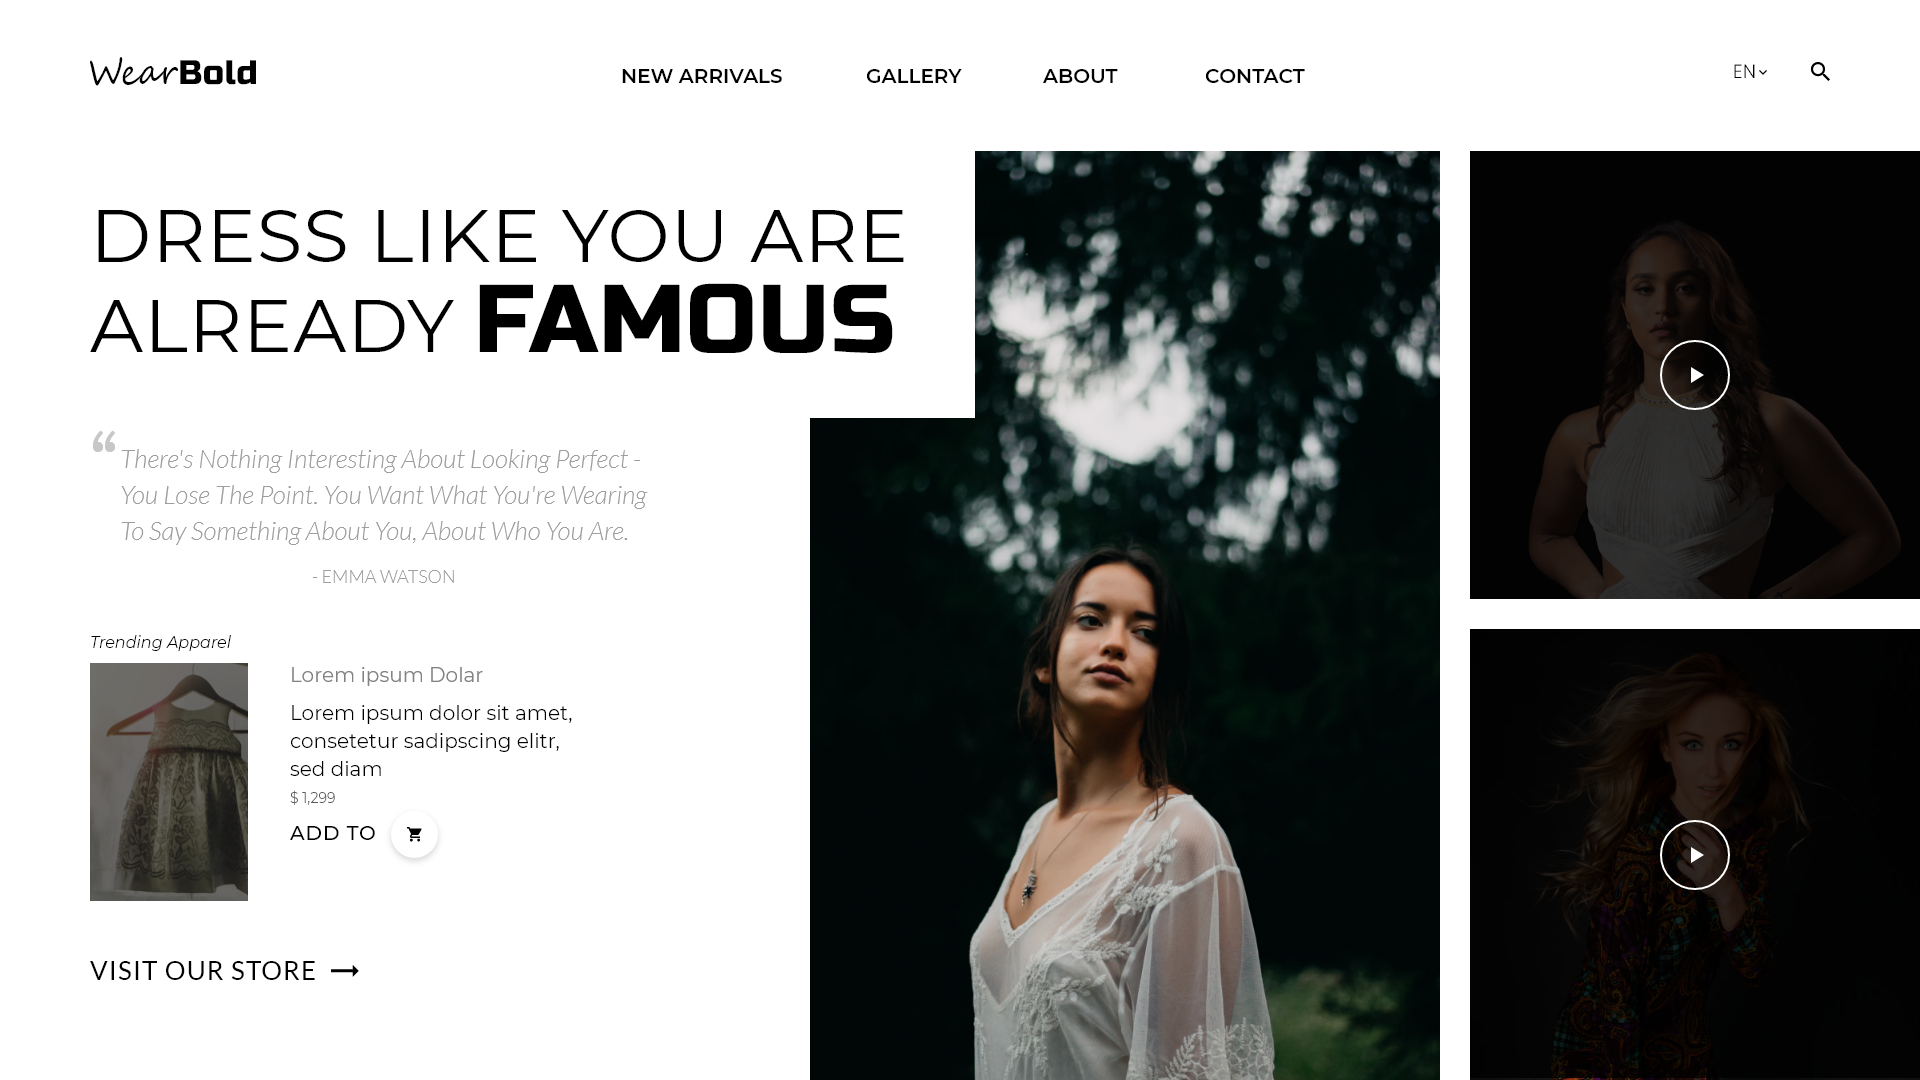 WearBold
NEW ARRIVALS
GALLERY
ABOUT
CONTACT
EN
DRESS LIKE YOU ARE
ALREADY FAMOUS
“ There's Nothing Interesting About Looking Perfect -
You Lose The Point. You Want What You're Wearing
To Say Something About You, About Who You Are.
- EMMA WATSON
Trending Apparel
Lorem ipsum Dolar
Lorem ipsum dolor sit amet,
consetetur sadipscing elitr,
sed diam
$ 1,299
ADD TO
VISIT OUR STORE